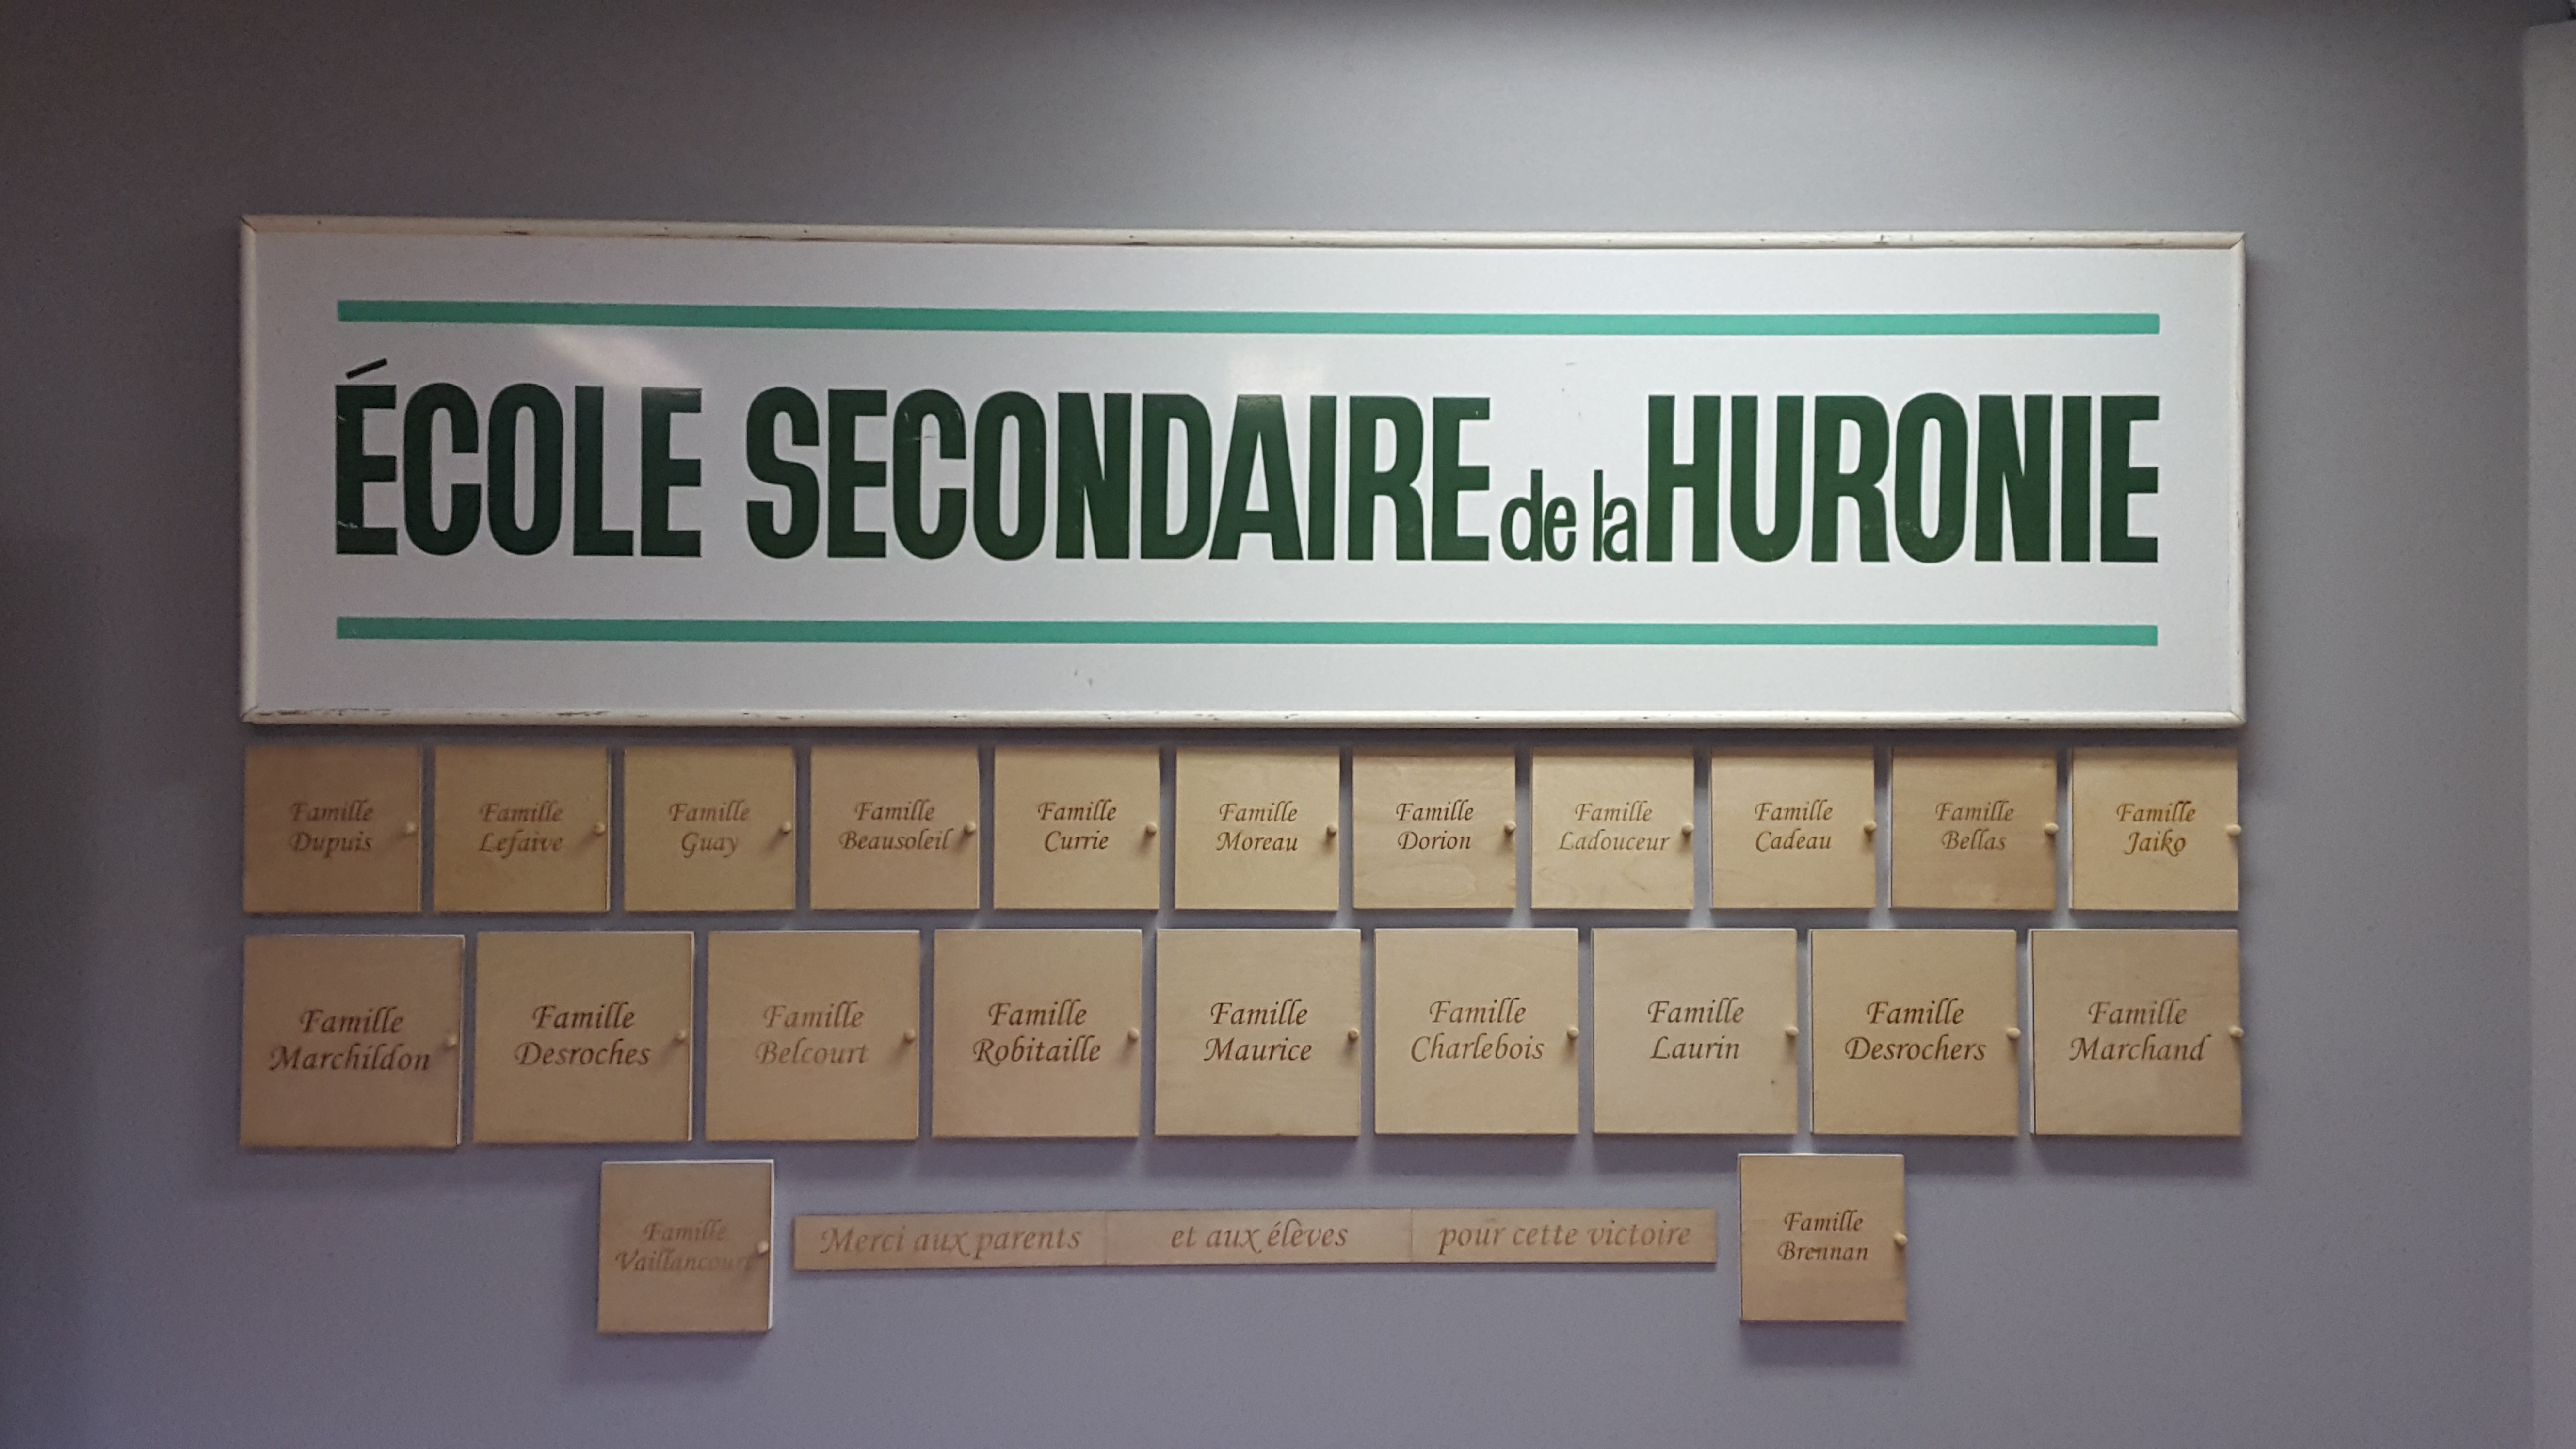 ÉCOLE SECONDAIRE de la HURONIE
Famille
Dupuis
Famille
Lefaive
Famille
Guay
Famille
Beausoleil
Famille
Currie
Famille
Moreau
Famille
Dorion
Famille
Ladouceur
Famille
Cadeau
Famille
Bellas
Famille
Jaiko
Famille
Marchildon
Famille
Desroches
Famille
Belcourt
Famille
Robitaille
Famille
Maurice
Famille
Charlebois
Famille
Laurin
Famille
Desrochers
Famille
Marchand
Famille
Vaillancourt
Merci aux parents et aux élèves pour cette victoire
Famille
Brennan